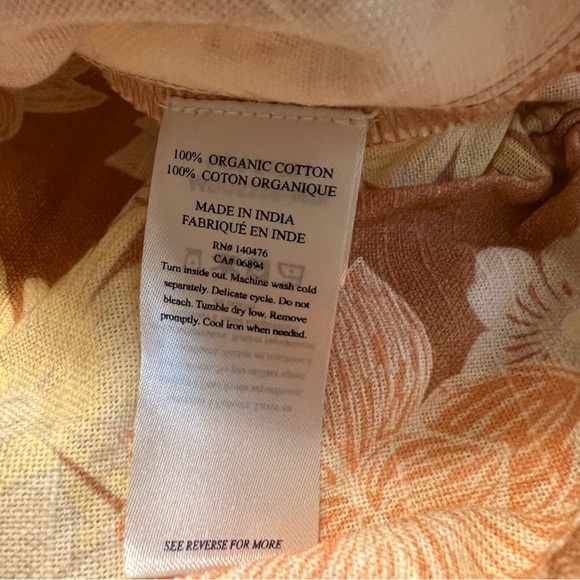 100% ORGANIC COTTON
100% COTON ORGANIQUE
MADE IN INDIA
FABRIQUÉ EN INDE
RN# 140476
CA# 06894
Turn inside out. Machine wash cold
separately. Delicate cycle. Do not
bleach. Tumble dry low. Remove
promptly. Cool iron when needed.
SEE REVERSE FOR MORE